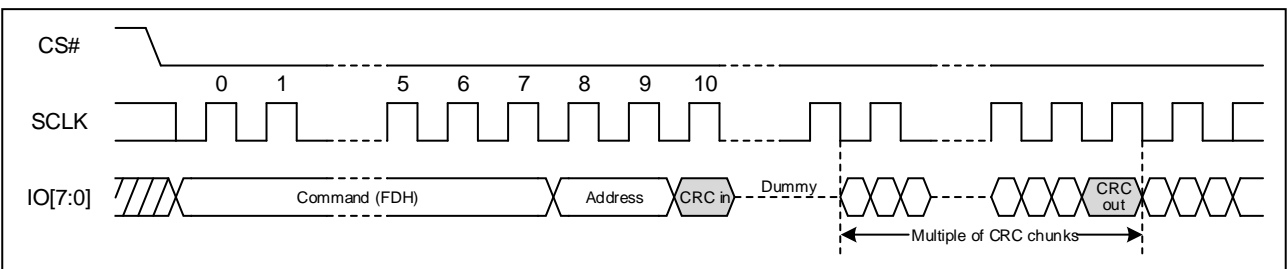 CS#
0 1 5 6 7 8 9 10
SCLK
IO[7:0] Command (FDH) Address CRC in Dummy CRC
out
Multiple of CRC chunks